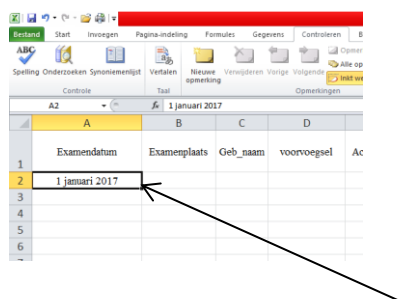 Bestand Start Invoegen Pagina-indeling Formules Gegevens Controleren B
ABC
Spelling Onderzoeken Synoniemenlijst Vertalen Nieuwe opmerking Verwijderen Vorige Volgende
Opmer
Alle op
Inkt we
Controle Taal Opmerkingen
A2 fx 1 januari 2017
A B C D
1 Examendatum Examenplaats Geb_naam voorvoegsel Ac
2 1 januari 2017
3
4
5
6